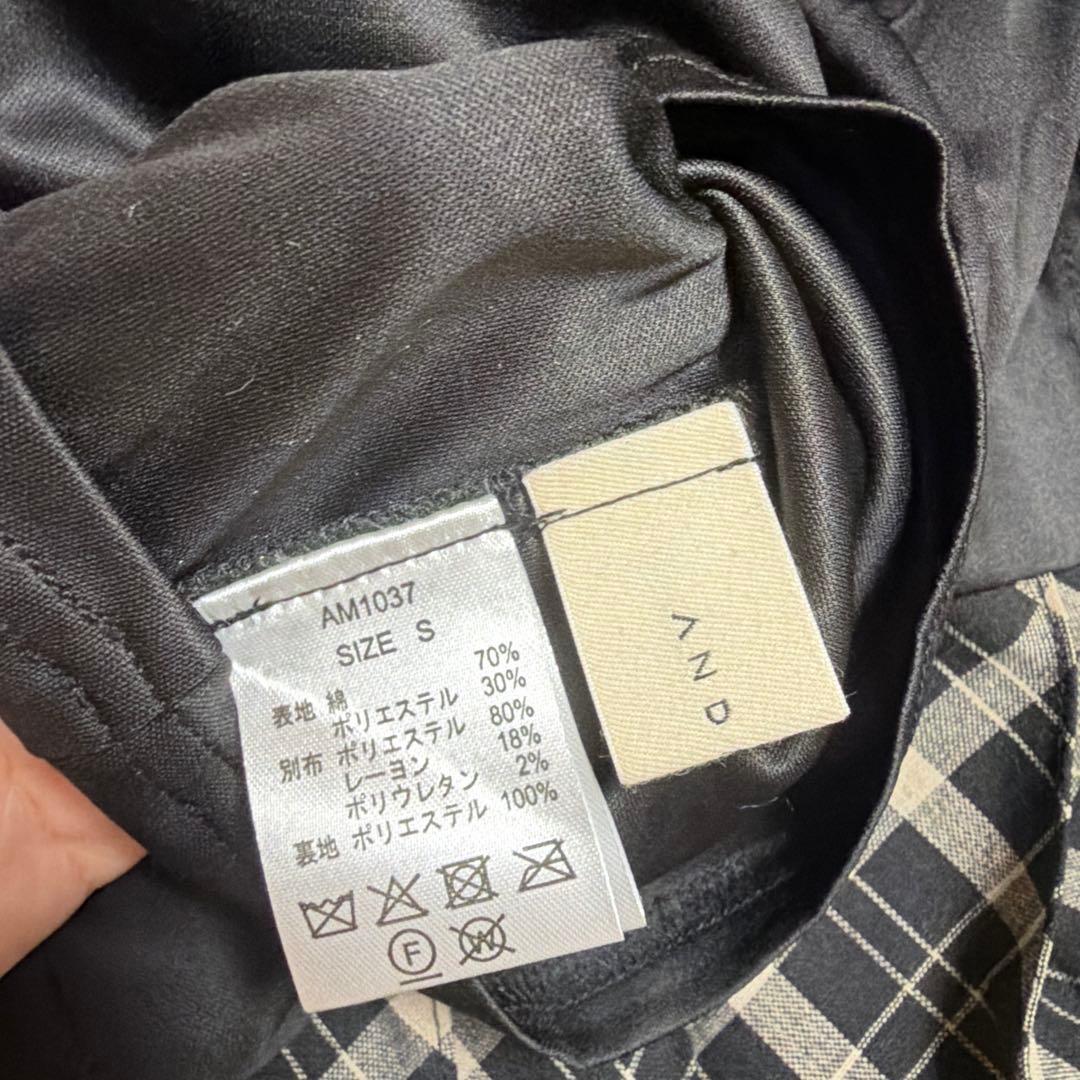 AM1037
SIZE S
表地 綿 70%
ポリエステル 30%
別布 ポリエステル 80%
レーヨン 18%
ポリウレタン 2%
裏地 ポリエステル 100%
F
W
ΛND